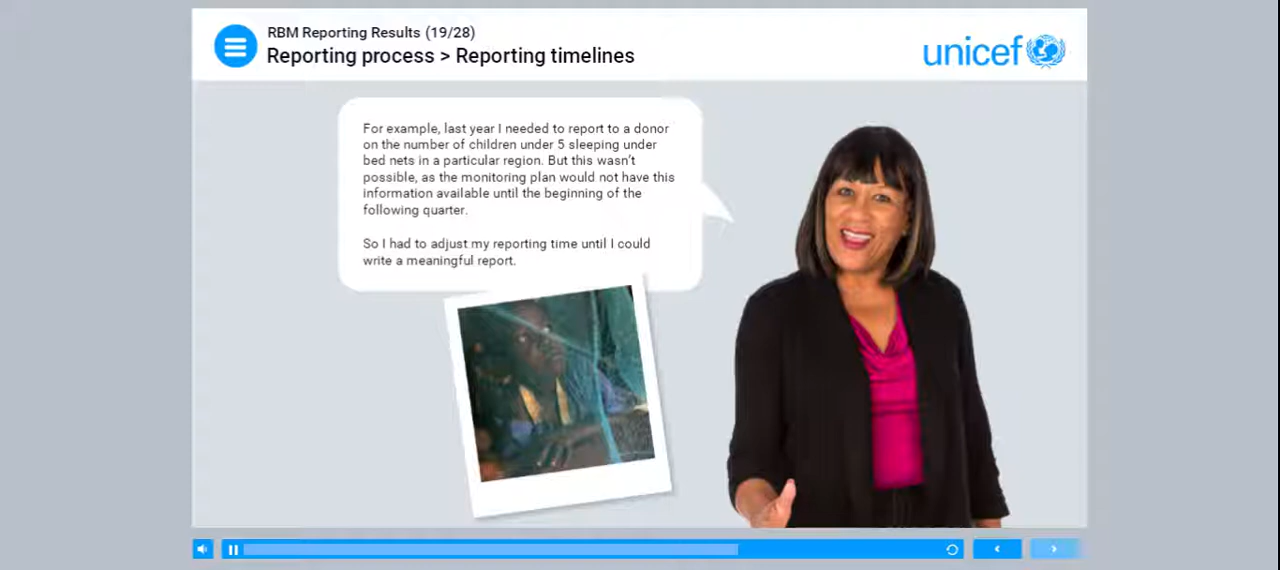 RBM Reporting Results (19/28)
Reporting process > Reporting timelines
unicef
For example, last year I needed to report to a donor
on the number of children under 5 sleeping under
bed nets in a particular region. But this wasn't
possible, as the monitoring plan would not have this
information available until the beginning of the
following quarter.
So I had to adjust my reporting time until I could
write a meaningful report.